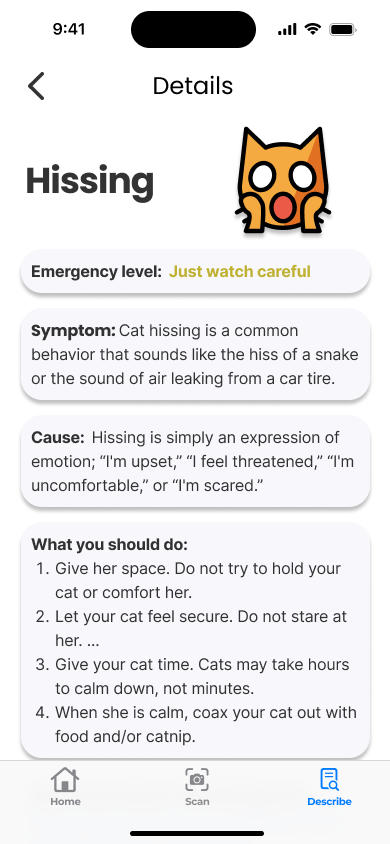 9:41
Details
Hissing
Emergency level: Just watch careful
Symptom: Cat hissing is a common
behavior that sounds like the hiss of a snake
or the sound of air leaking from a car tire.
Cause: Hissing is simply an expression of
emotion; “I'm upset,” “I feel threatened,” “I'm
uncomfortable,” or “I'm scared.”
What you should do:
1. Give her space. Do not try to hold your
cat or comfort her.
2. Let your cat feel secure. Do not stare at
her. ...
3. Give your cat time. Cats may take hours
to calm down, not minutes.
4. When she is calm, coax your cat out with
food and/or catnip.
Home Scan Describe